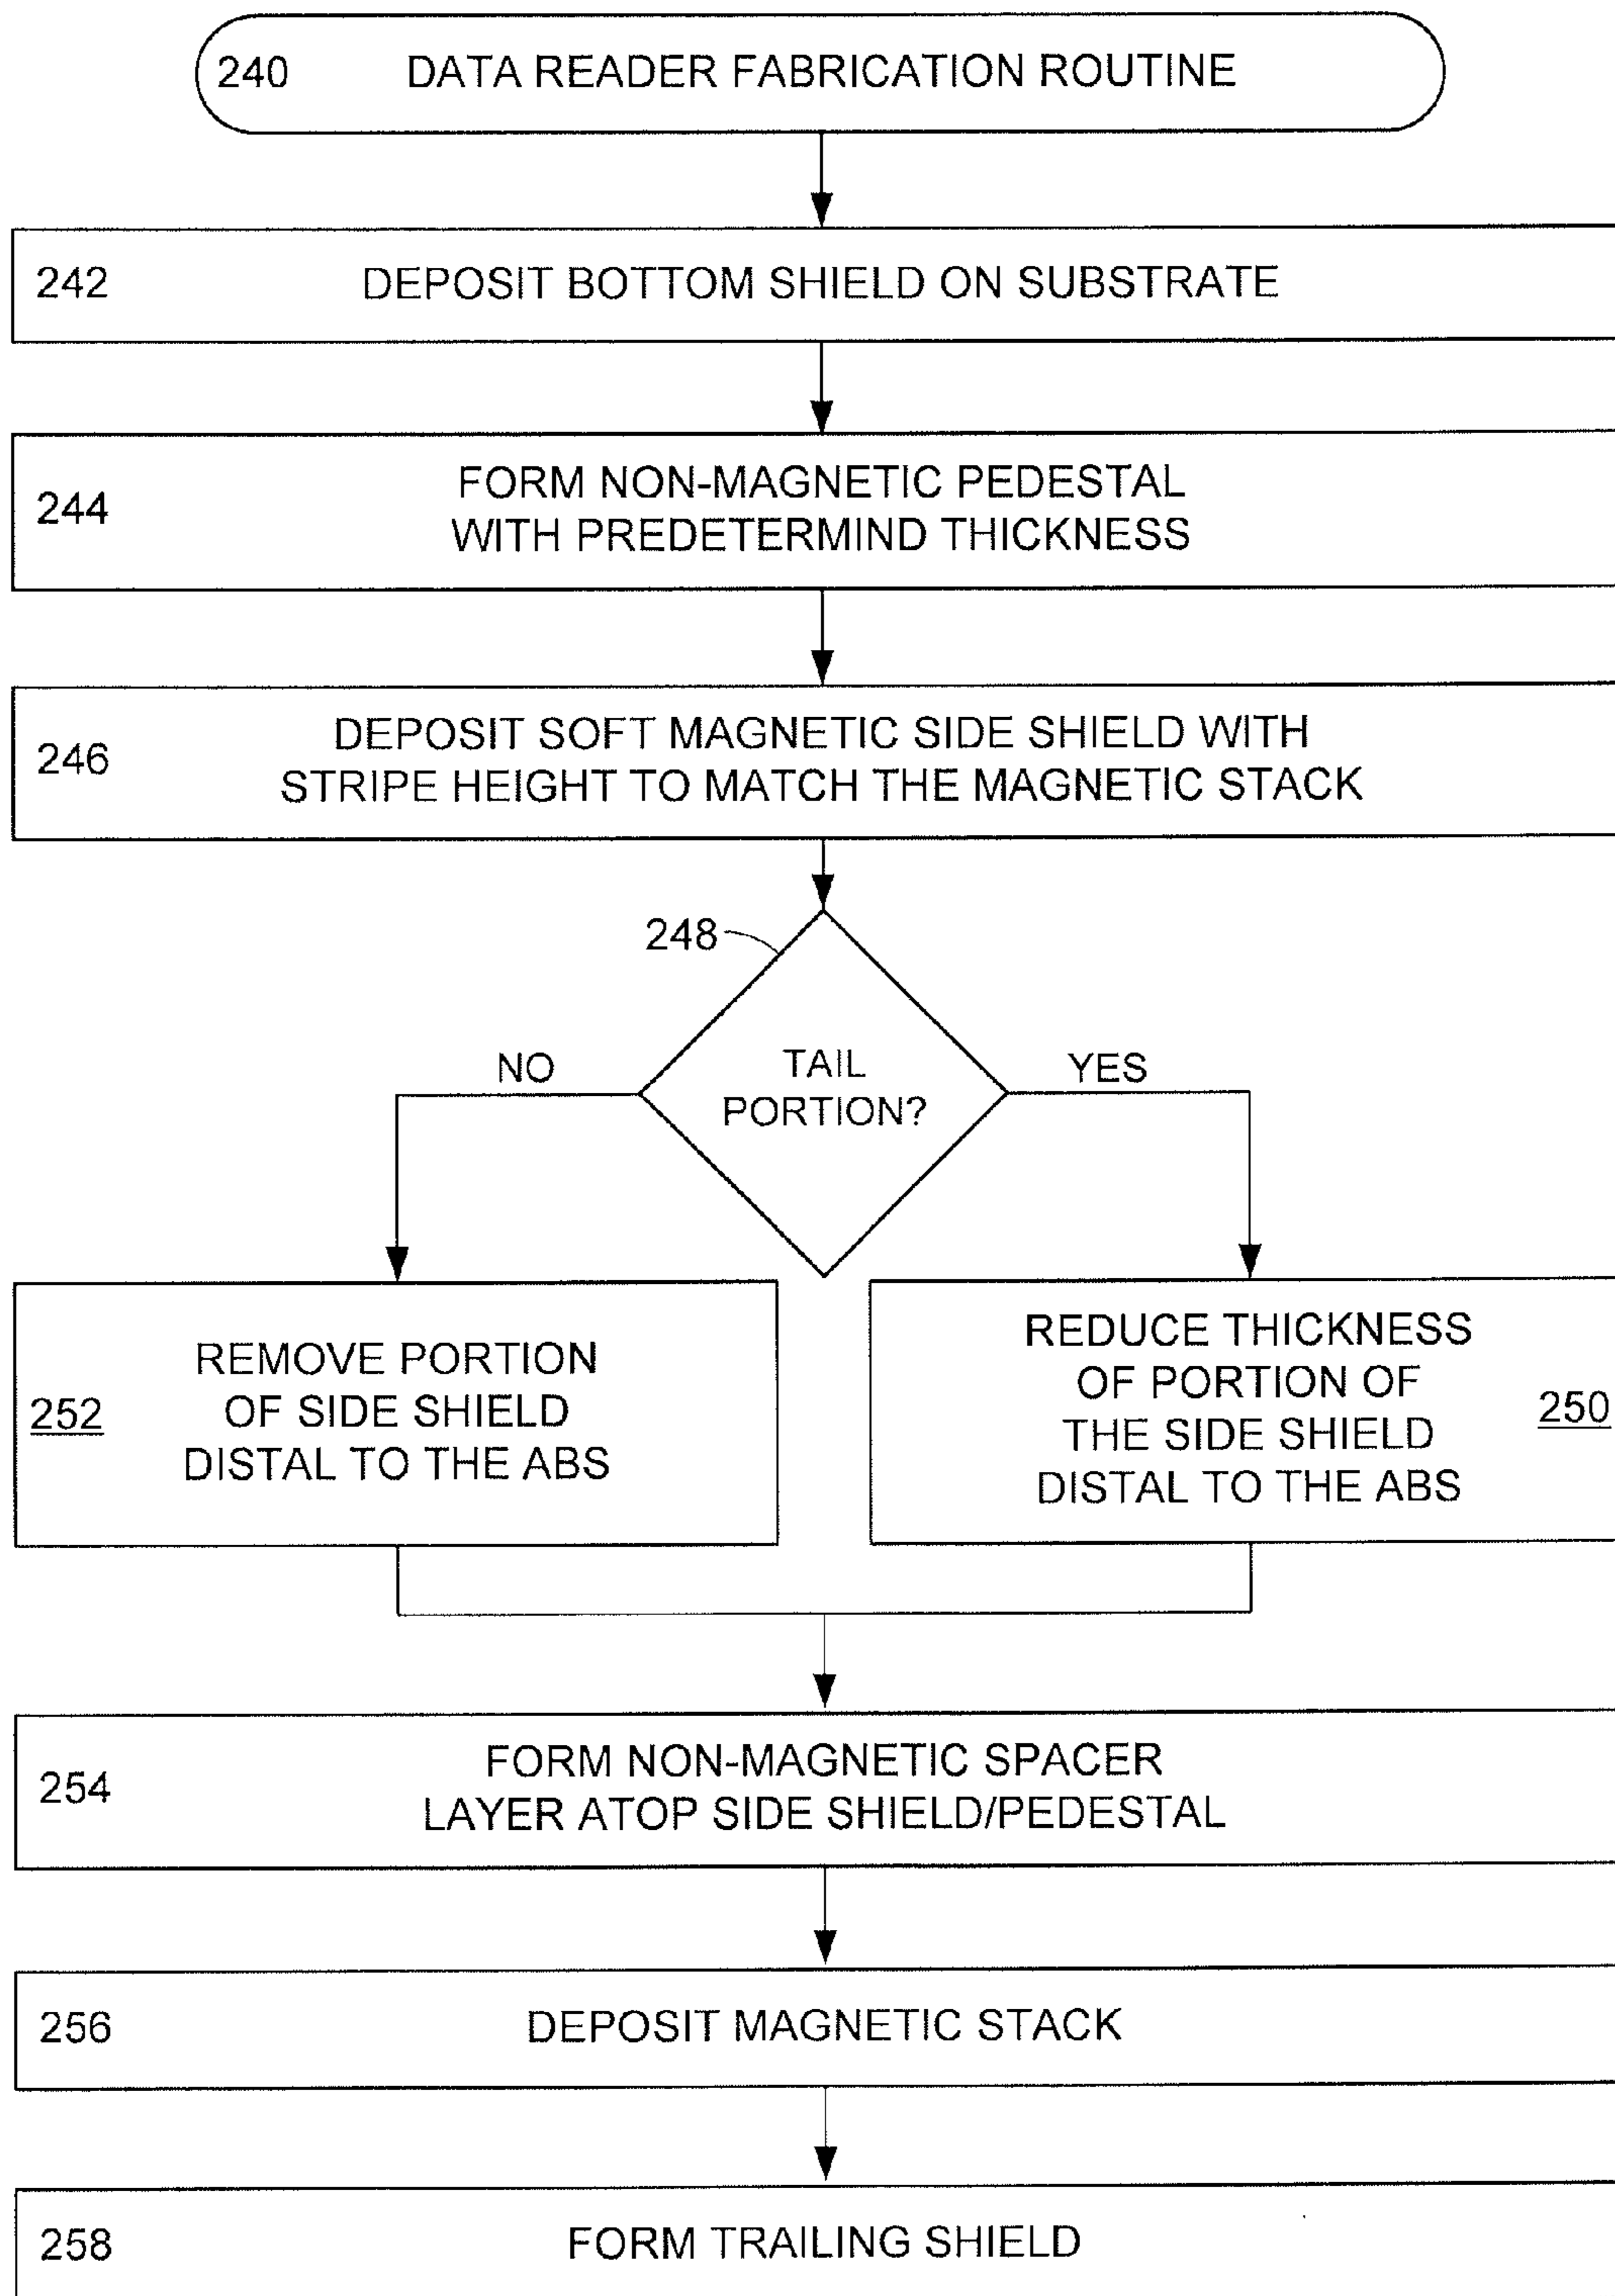 240 DATA READER FABRICATION ROUTINE
242 DEPOSIT BOTTOM SHIELD ON SUBSTRATE
244
FORM NON-MAGNETIC PEDESTAL
WITH PREDETERMIND THICKNESS
246
DEPOSIT SOFT MAGNETIC SIDE SHIELD WITH
STRIPE HEIGHT TO MATCH THE MAGNETIC STACK
248
TAIL
PORTION?
NO
YES
252
REMOVE PORTION
OF SIDE SHIELD
DISTAL TO THE ABS
REDUCE THICKNESS
OF PORTION OF
THE SIDE SHIELD
DISTAL TO THE ABS
250
254
FORM NON-MAGNETIC SPACER
LAYER ATOP SIDE SHIELD/PEDESTAL
256 DEPOSIT MAGNETIC STACK
258 FORM TRAILING SHIELD